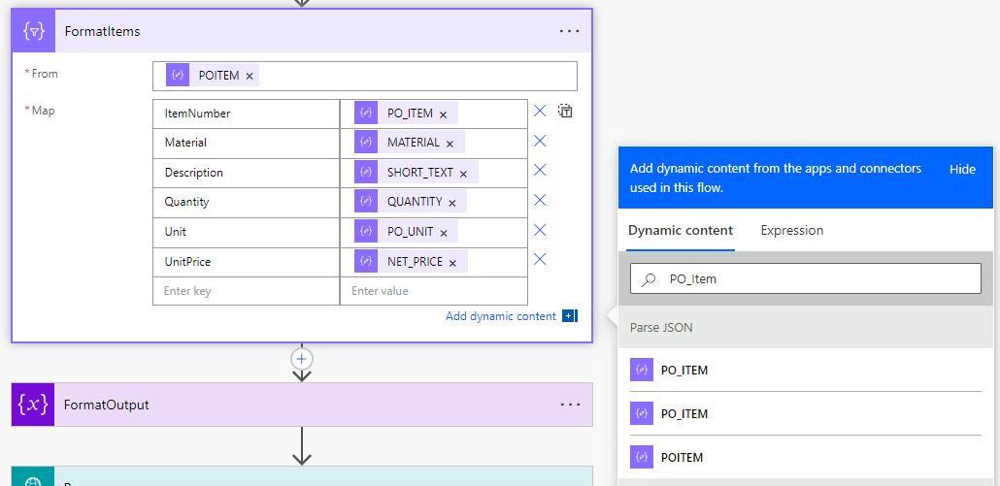 FormatItems
* From
POITEM
* Map
ItemNumber PO_ITEM
Material MATERIAL
Description SHORT_TEXT
Quantity QUANTITY
Unit PO_UNIT
UnitPrice NET_PRICE
Enter key Enter value
Add dynamic content
FormatOutput
Add dynamic content from the apps and connectors
used in this flow.
Hide
Dynamic content Expression
PO_Item
Parse JSON
PO_ITEM
PO_ITEM
POITEM